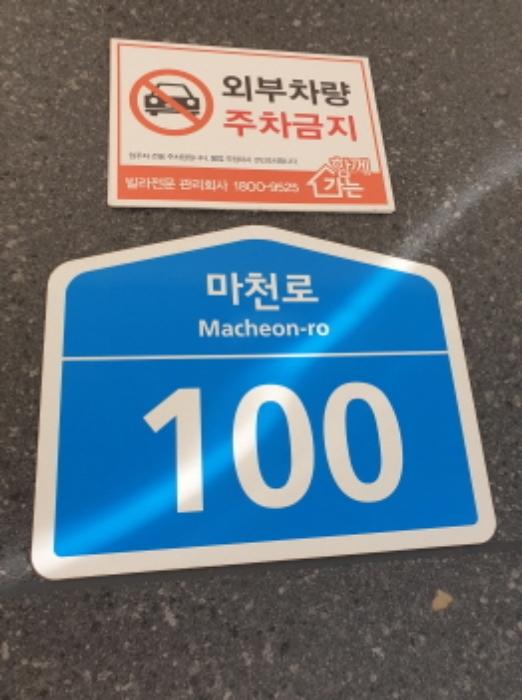 외부차량
주차금지
빌라전문 관리회사 1800-9525
함께
가는
마천로
Macheon-ro
100